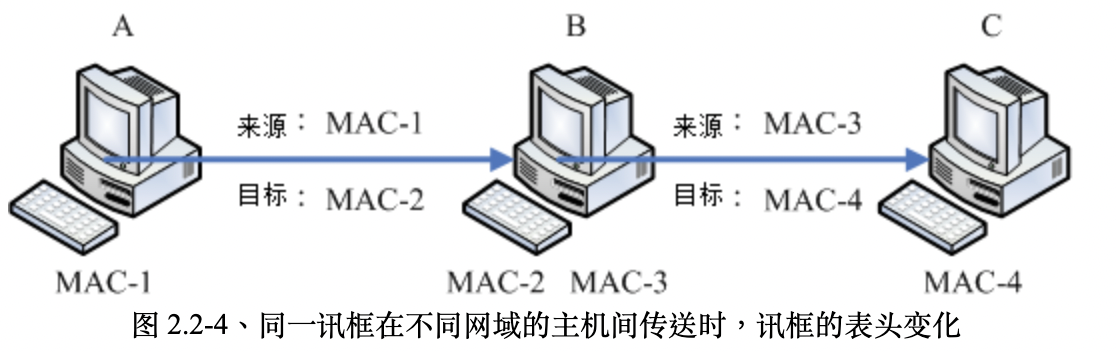 A B C
来源： MAC-1 来源： MAC-3
目标： MAC-2 目标： MAC-4
MAC-1 MAC-2 MAC-3 MAC-4
图 2.2-4、同一讯框在不同网域的主机间传送时，讯框的表头变化